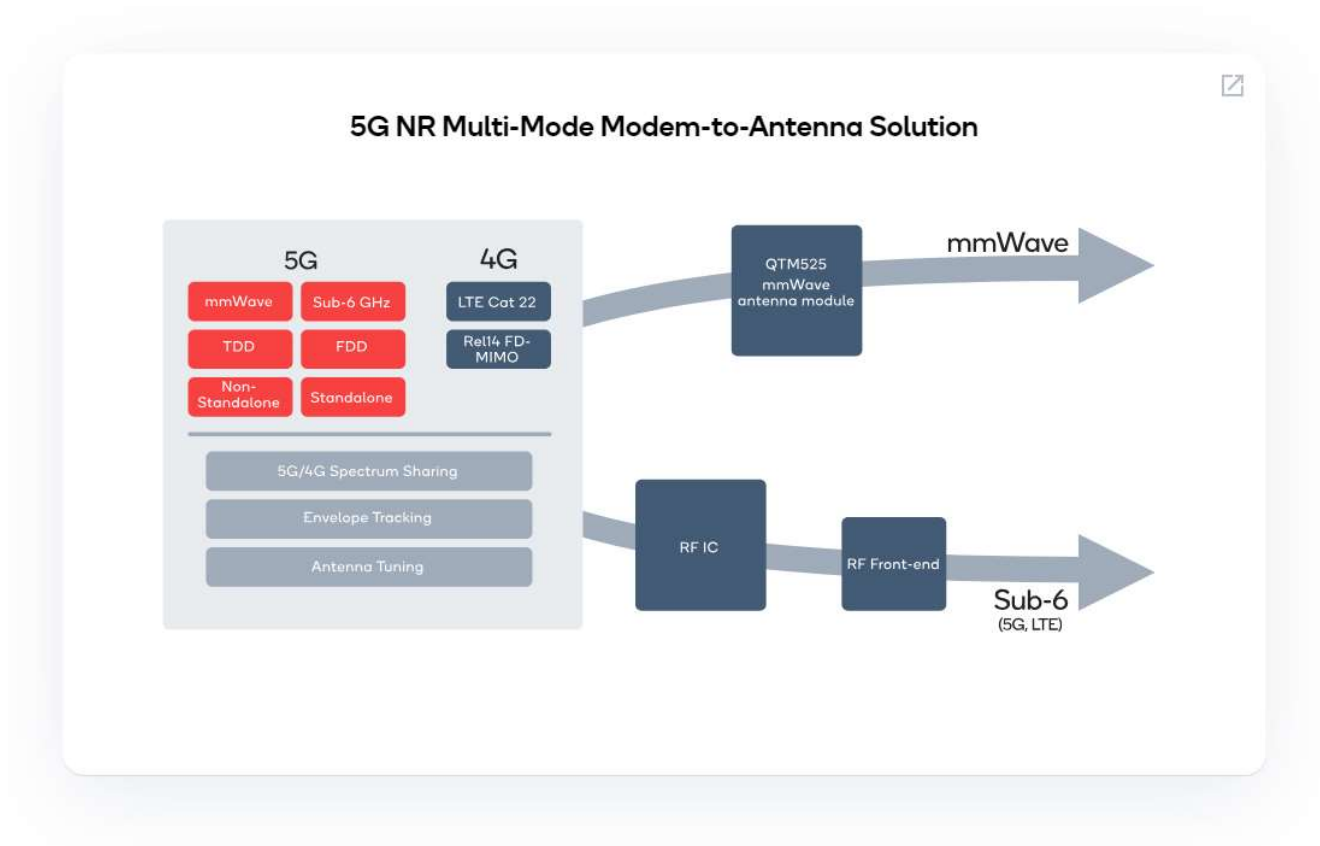 5G NR Multi-Mode Modem-to-Antenna Solution
5G
4G
mmWave
Sub-6 GHz
LTE Cat 22
TDD
FDD
Rel14 FD-
MIMO
Non-
Standalone
Standalone
5G/4G Spectrum Sharing
Envelope Tracking
Antenna Tuning
QTM525
mmWave
antenna module
mmWave
RF IC
RF Front-end
Sub-6
(5G, LTE)